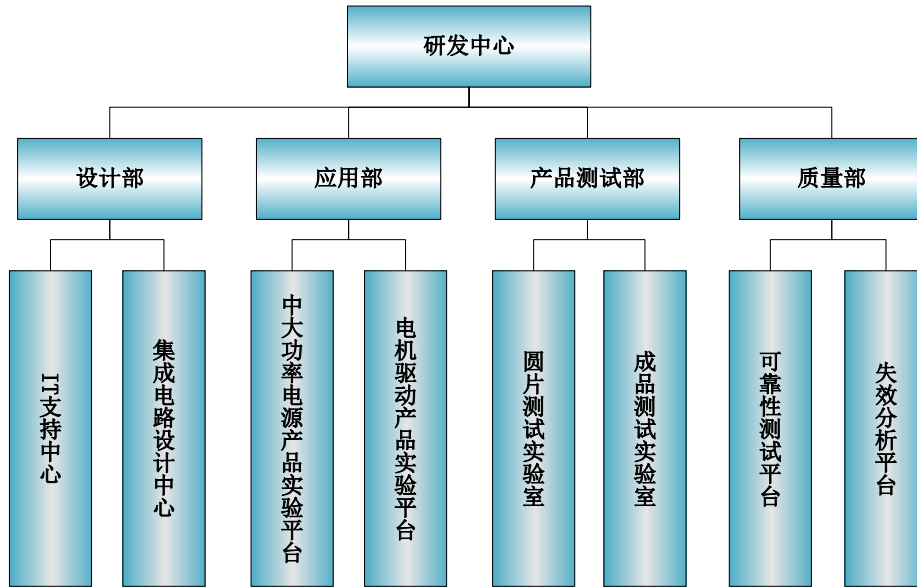 研发中心
设计部
应用部
产品测试部
质量部
IT支持中心
集成电路设计中心
中大功率电源产品实验平台
电机驱动产品实验平台
圆片测试实验室
成品测试实验室
可靠性测试平台
失效分析平台